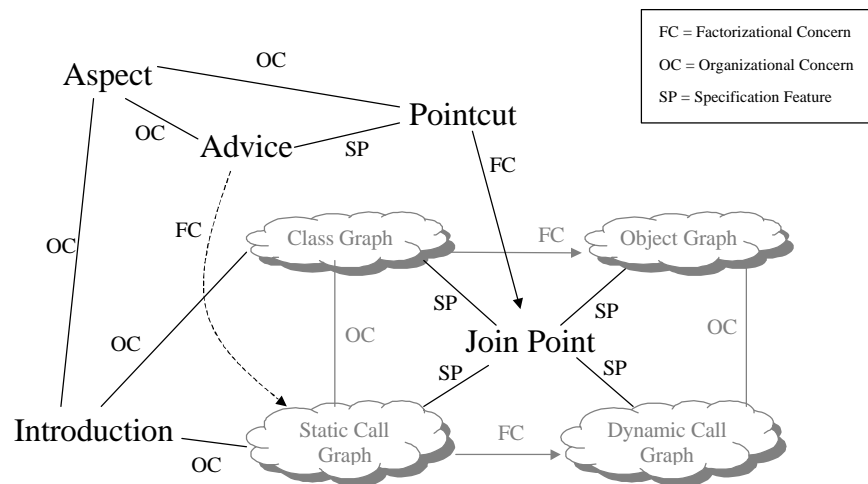 FC = Factorizational Concern
OC = Organizational Concern
SP = Specification Feature
OC
Aspect
Pointcut
OC
Advice
SP
FC
FC
Class Graph
FC
Object Graph
OC
SP
SP
OC
Join Point
OC
OC
SP
SP
Introduction
Static Call
Graph
FC
Dynamic Call
Graph
OC